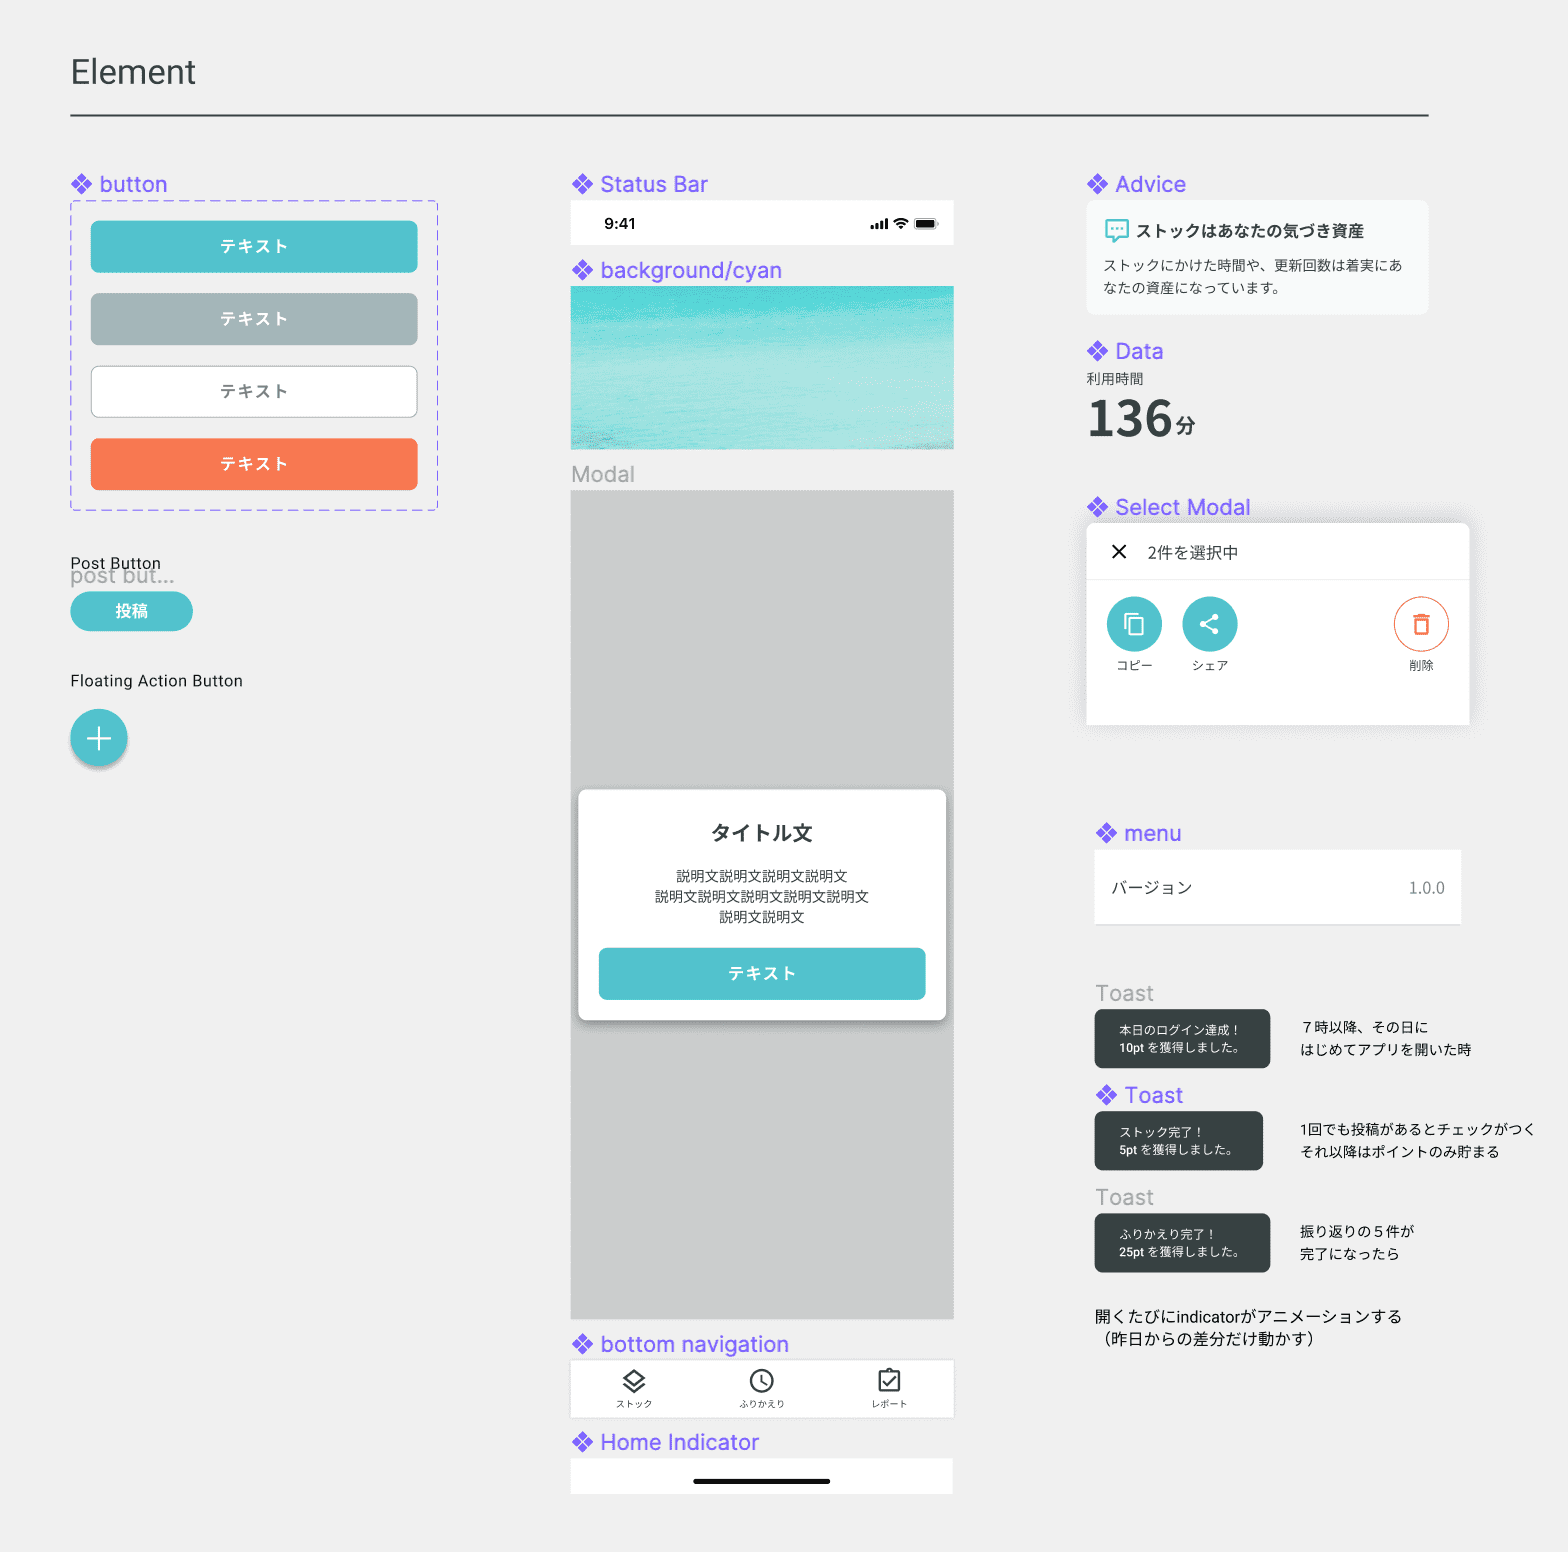 Element
button
テキスト
テキスト
テキスト
テキスト
Post Button
post but...
投稿
Floating Action Button
Status Bar
9:41
background/cyan
Modal
タイトル文
説明文説明文説明文説明文
説明文説明文説明文説明文説明文
説明文説明文
テキスト
bottom navigation
ストック
ふりかえり
レポート
Home Indicator
Advice
ストックはあなたの気づき資産
ストックにかけた時間や、更新回数は着実にあ
なたの資産になっています。
Data
利用時間
136分
Select Modal
2件を選択中
コピー
シェア
削除
menu
バージョン
1.0.0
Toast
本日のログイン達成！
10pt を獲得しました。
７時以降、その日に
はじめてアプリを開いた時
Toast
ストック完了！
5pt を獲得しました。
1回でも投稿があるとチェックがつく
それ以降はポイントのみ貯まる
Toast
ふりかえり完了！
25pt を獲得しました。
振り返りの５件が
完了になったら
開くたびにindicatorがアニメーションする
（昨日からの差分だけ動かす）